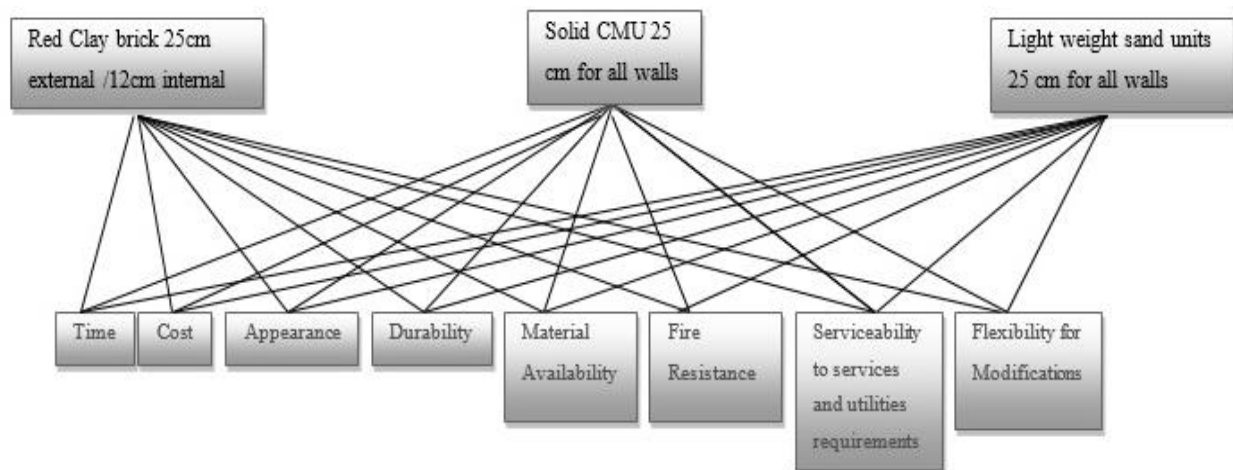 Red Clay brick 25cm
external /12cm internal
Solid CMU 25
cm for all walls
Light weight sand units
25 cm for all walls
Time
Cost
Appearance
Durability
Material
Availability
Fire
Resistance
Serviceability
to services
and utilities
requirements
Flexibility for
Modifications